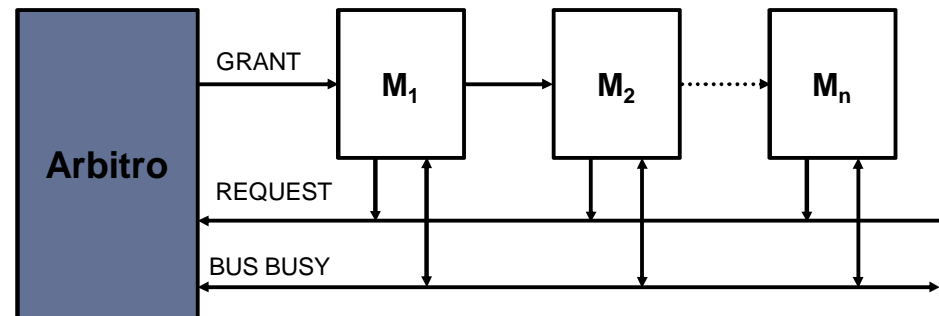 GRANT
M₁
M₂
Mₙ
Arbitro
REQUEST
BUS BUSY